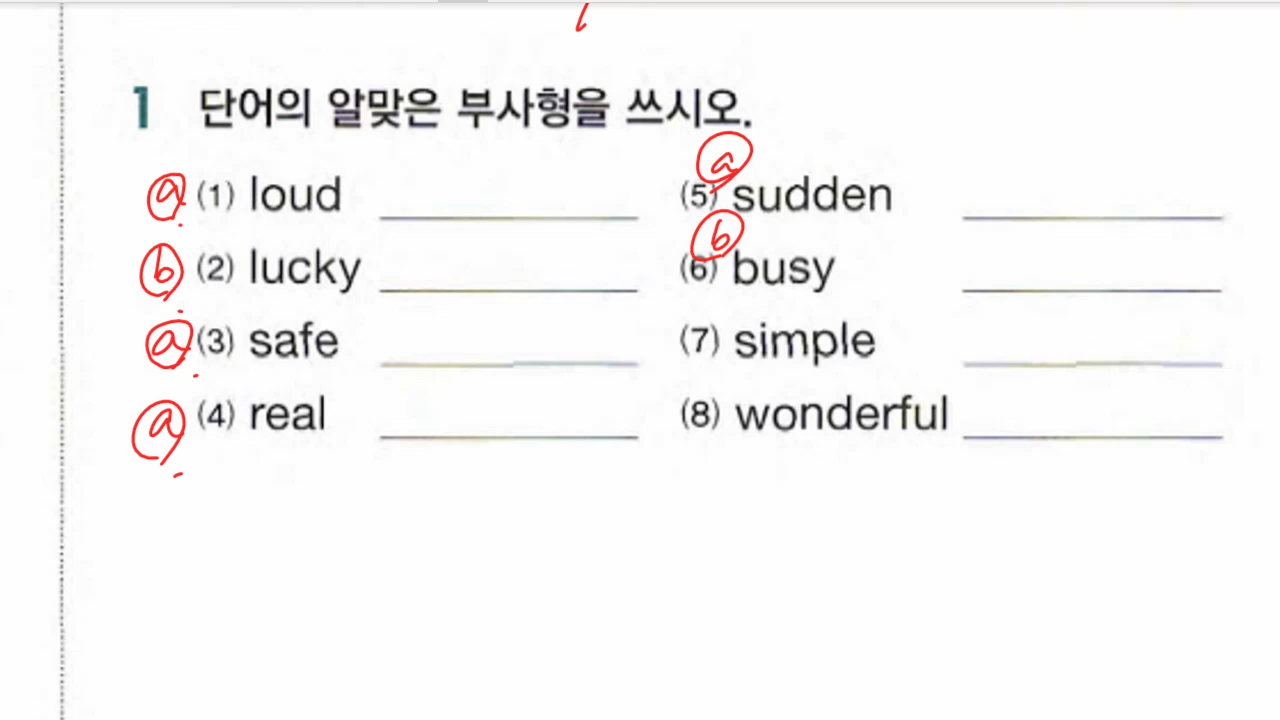 1 단어의 알맞은 부사형을 쓰시오.
a (1) loud
b (2) lucky
a (3) safe
a (4) real
a (5) sudden
b (6) busy
(7) simple
(8) wonderful